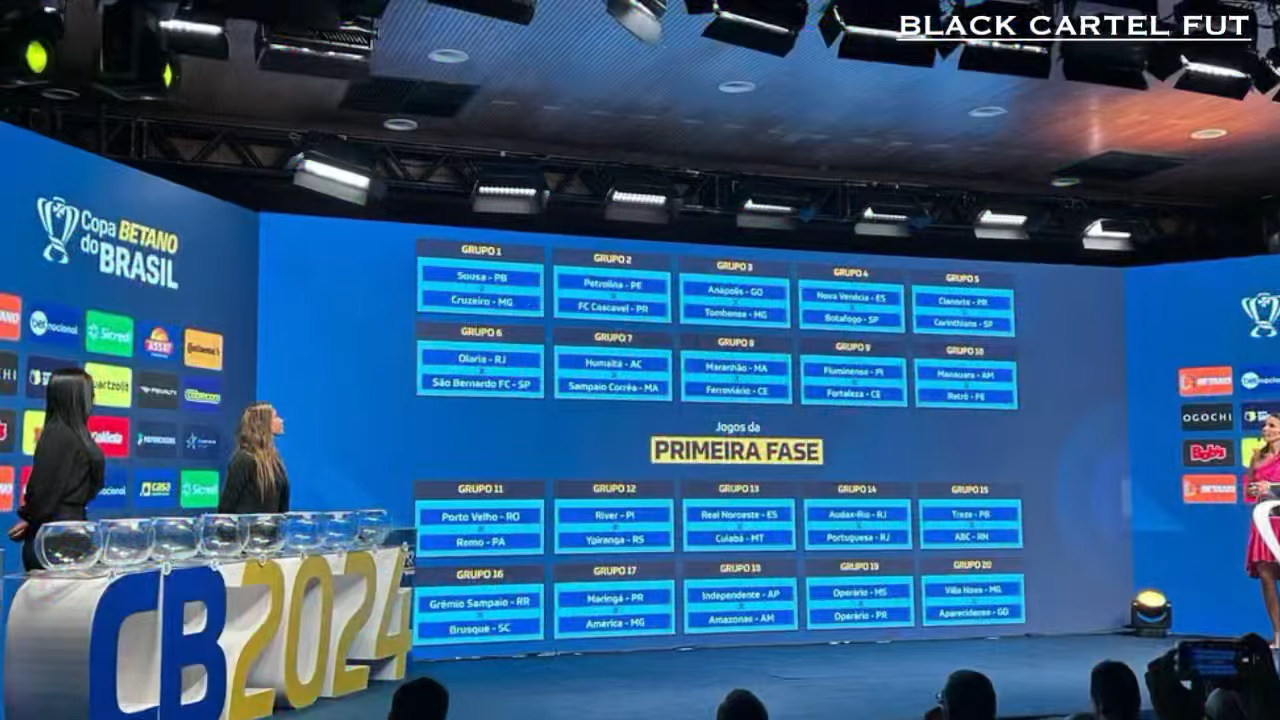 BLACK CARTEL FUT
Copa BETANO
do BRASIL
GRUPO 1
Sousa - PB
X
Cruzeiro - MG
GRUPO 2
Petrolina - PE
X
FC Cascavel - PR
GRUPO 3
Anápolis - GO
X
Tombense - MG
GRUPO 4
Nova Venécia - ES
X
Botafogo - SP
GRUPO 5
Cianorte - PR
X
Corinthians - SP
GRUPO 6
Olaria - RJ
X
São Bernardo FC - SP
GRUPO 7
Humaitá - AC
X
Sampaio Corrêa - MA
GRUPO 8
Maranhão - MA
X
Ferroviário - CE
GRUPO 9
Fluminense - PI
X
Fortaleza - CE
GRUPO 10
Manauara - AM
X
Retrô - PE
Jogos da
PRIMEIRA FASE
GRUPO 11
Porto Velho - RO
X
Remo - PA
GRUPO 12
River - PI
X
Ypiranga - RS
GRUPO 13
Real Noroeste - ES
X
Cuiabá - MT
GRUPO 14
Audax-Rio - RJ
X
Portuguesa - RJ
GRUPO 15
Treze - PB
X
ABC - RN
GRUPO 16
Grêmio Sampaio - RR
X
Brusque - SC
GRUPO 17
Maringá - PR
X
América - MG
GRUPO 18
Independente - AP
X
Amazonas - AM
GRUPO 19
Operário - MS
X
Operário - PR
GRUPO 20
Villa Nova - MG
X
Aparecidense - GO
betnacional
Sicredi
ASSAÍ
Continental
OGOCHI
Bob's
Sicredi
CB2024